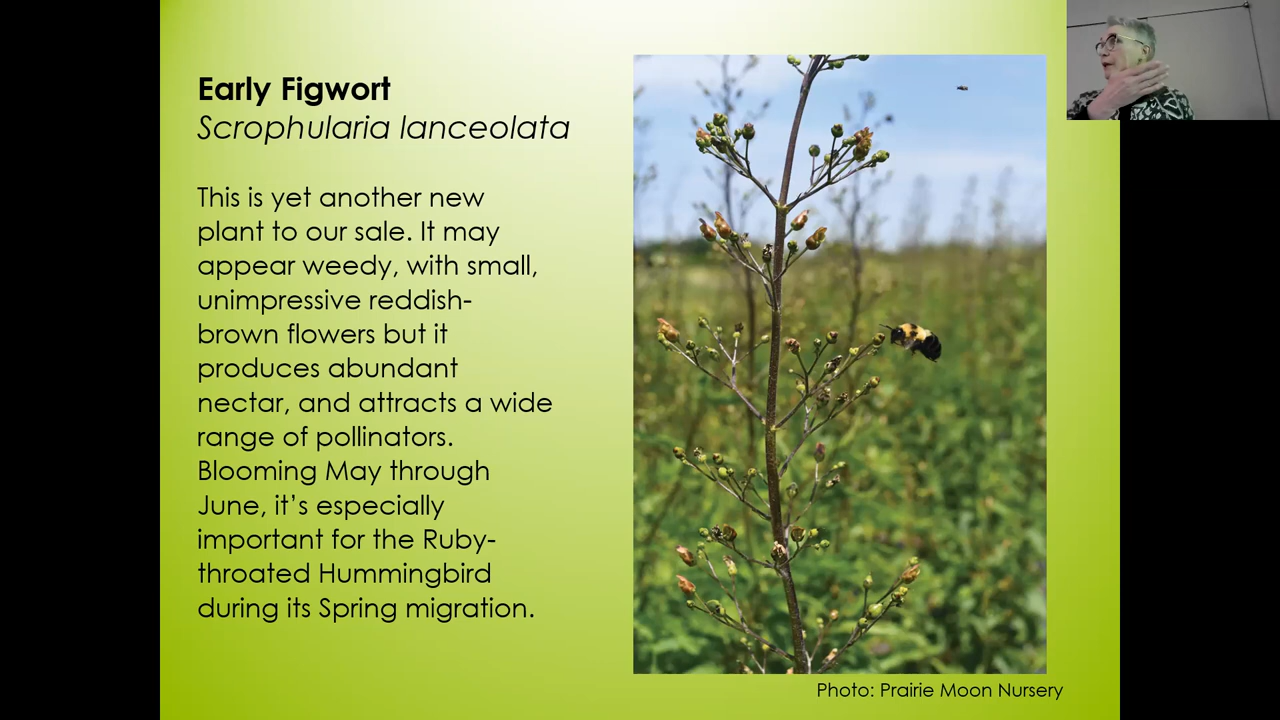 Early Figwort
Scrophularia lanceolata
This is yet another new
plant to our sale. It may
appear weedy, with small,
unimpressive reddish-
brown flowers but it
produces abundant
nectar, and attracts a wide
range of pollinators.
Blooming May through
June, it’s especially
important for the Ruby-
throated Hummingbird
during its Spring migration.
Photo: Prairie Moon Nursery